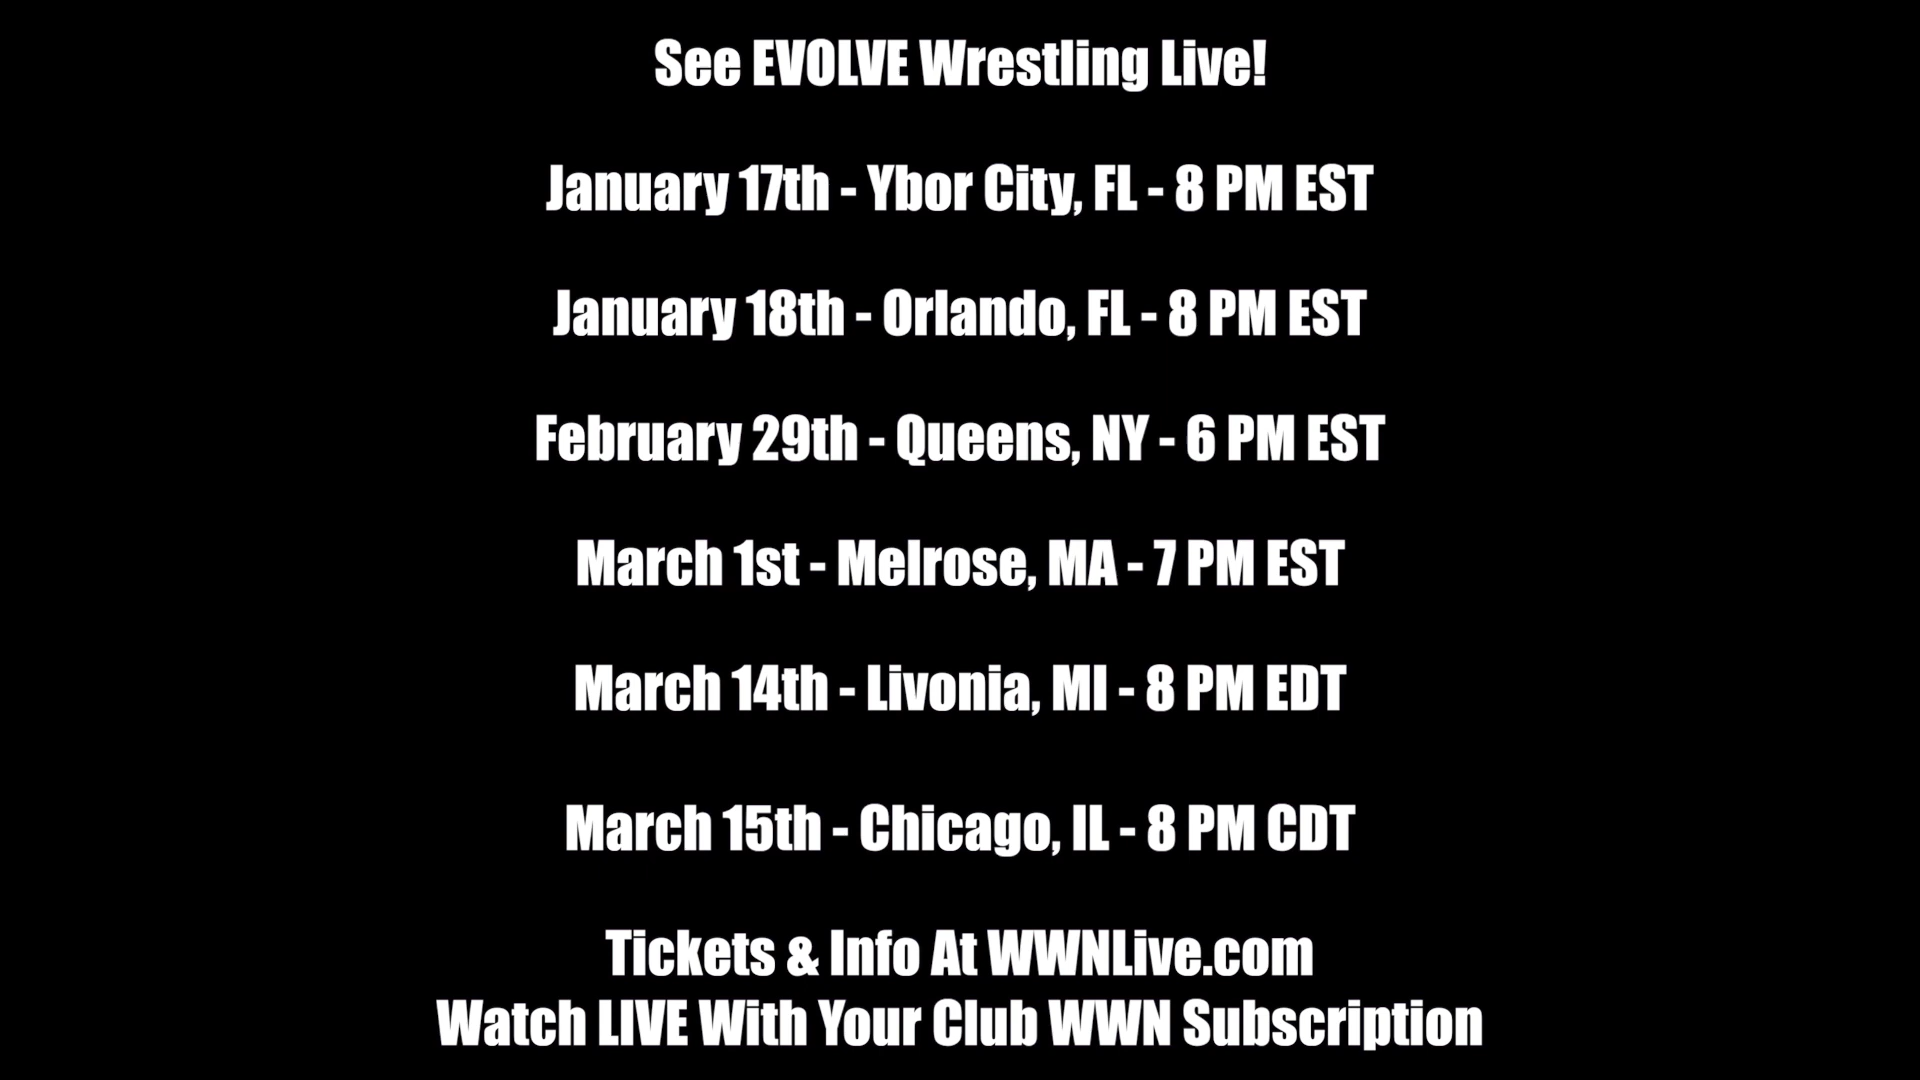 See EVOLVE Wrestling Live!
January 17th - Ybor City, FL - 8 PM EST
January 18th - Orlando, FL - 8 PM EST
February 29th - Queens, NY - 6 PM EST
March 1st - Melrose, MA - 7 PM EST
March 14th - Livonia, MI - 8 PM EDT
March 15th - Chicago, IL - 8 PM CDT
Tickets & Info At WWNLive.com
Watch LIVE With Your Club WWN Subscription